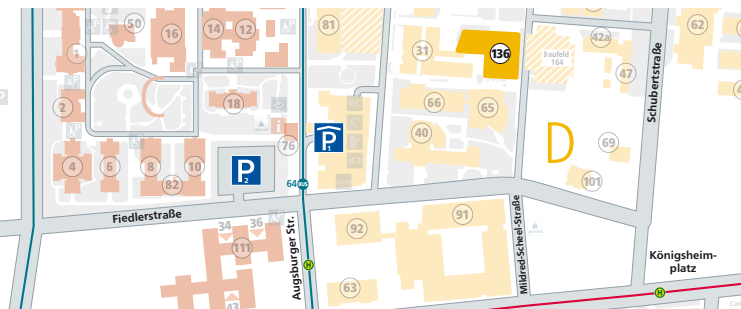 50
16
14
12
81
31
136
Baufeld
164
42a
47
62
Schubertstraße
1
2
18
66
65
40
76
P
1
D
69
101
4
6
8
10
82
P
2
64 BUS
Fiedlerstraße
34
36
111
43
Augsburger Str.
92
91
63
Mildred-Scheel-Straße
Königsheim-
platz
H
H